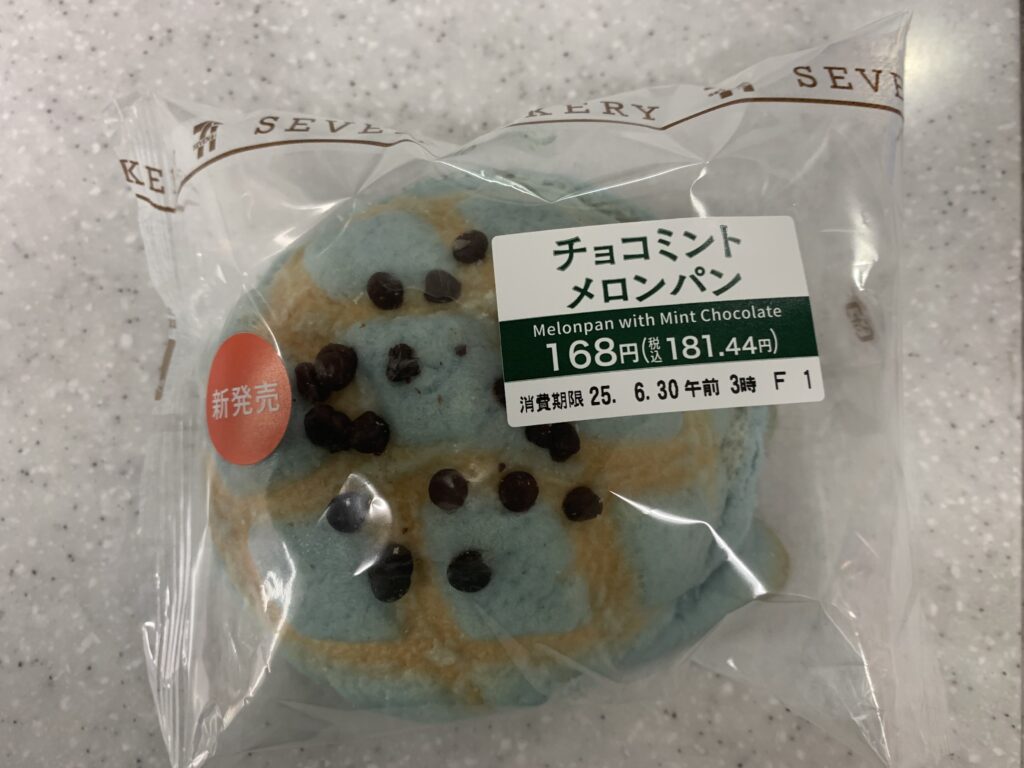 SEVE
KERY
SEVE
KE
チョコミント
メロンパン
Melonpan with Mint Chocolate
168円(税込181.44円)
消費期限 25. 6.30 午前 3時 F 1
新発売